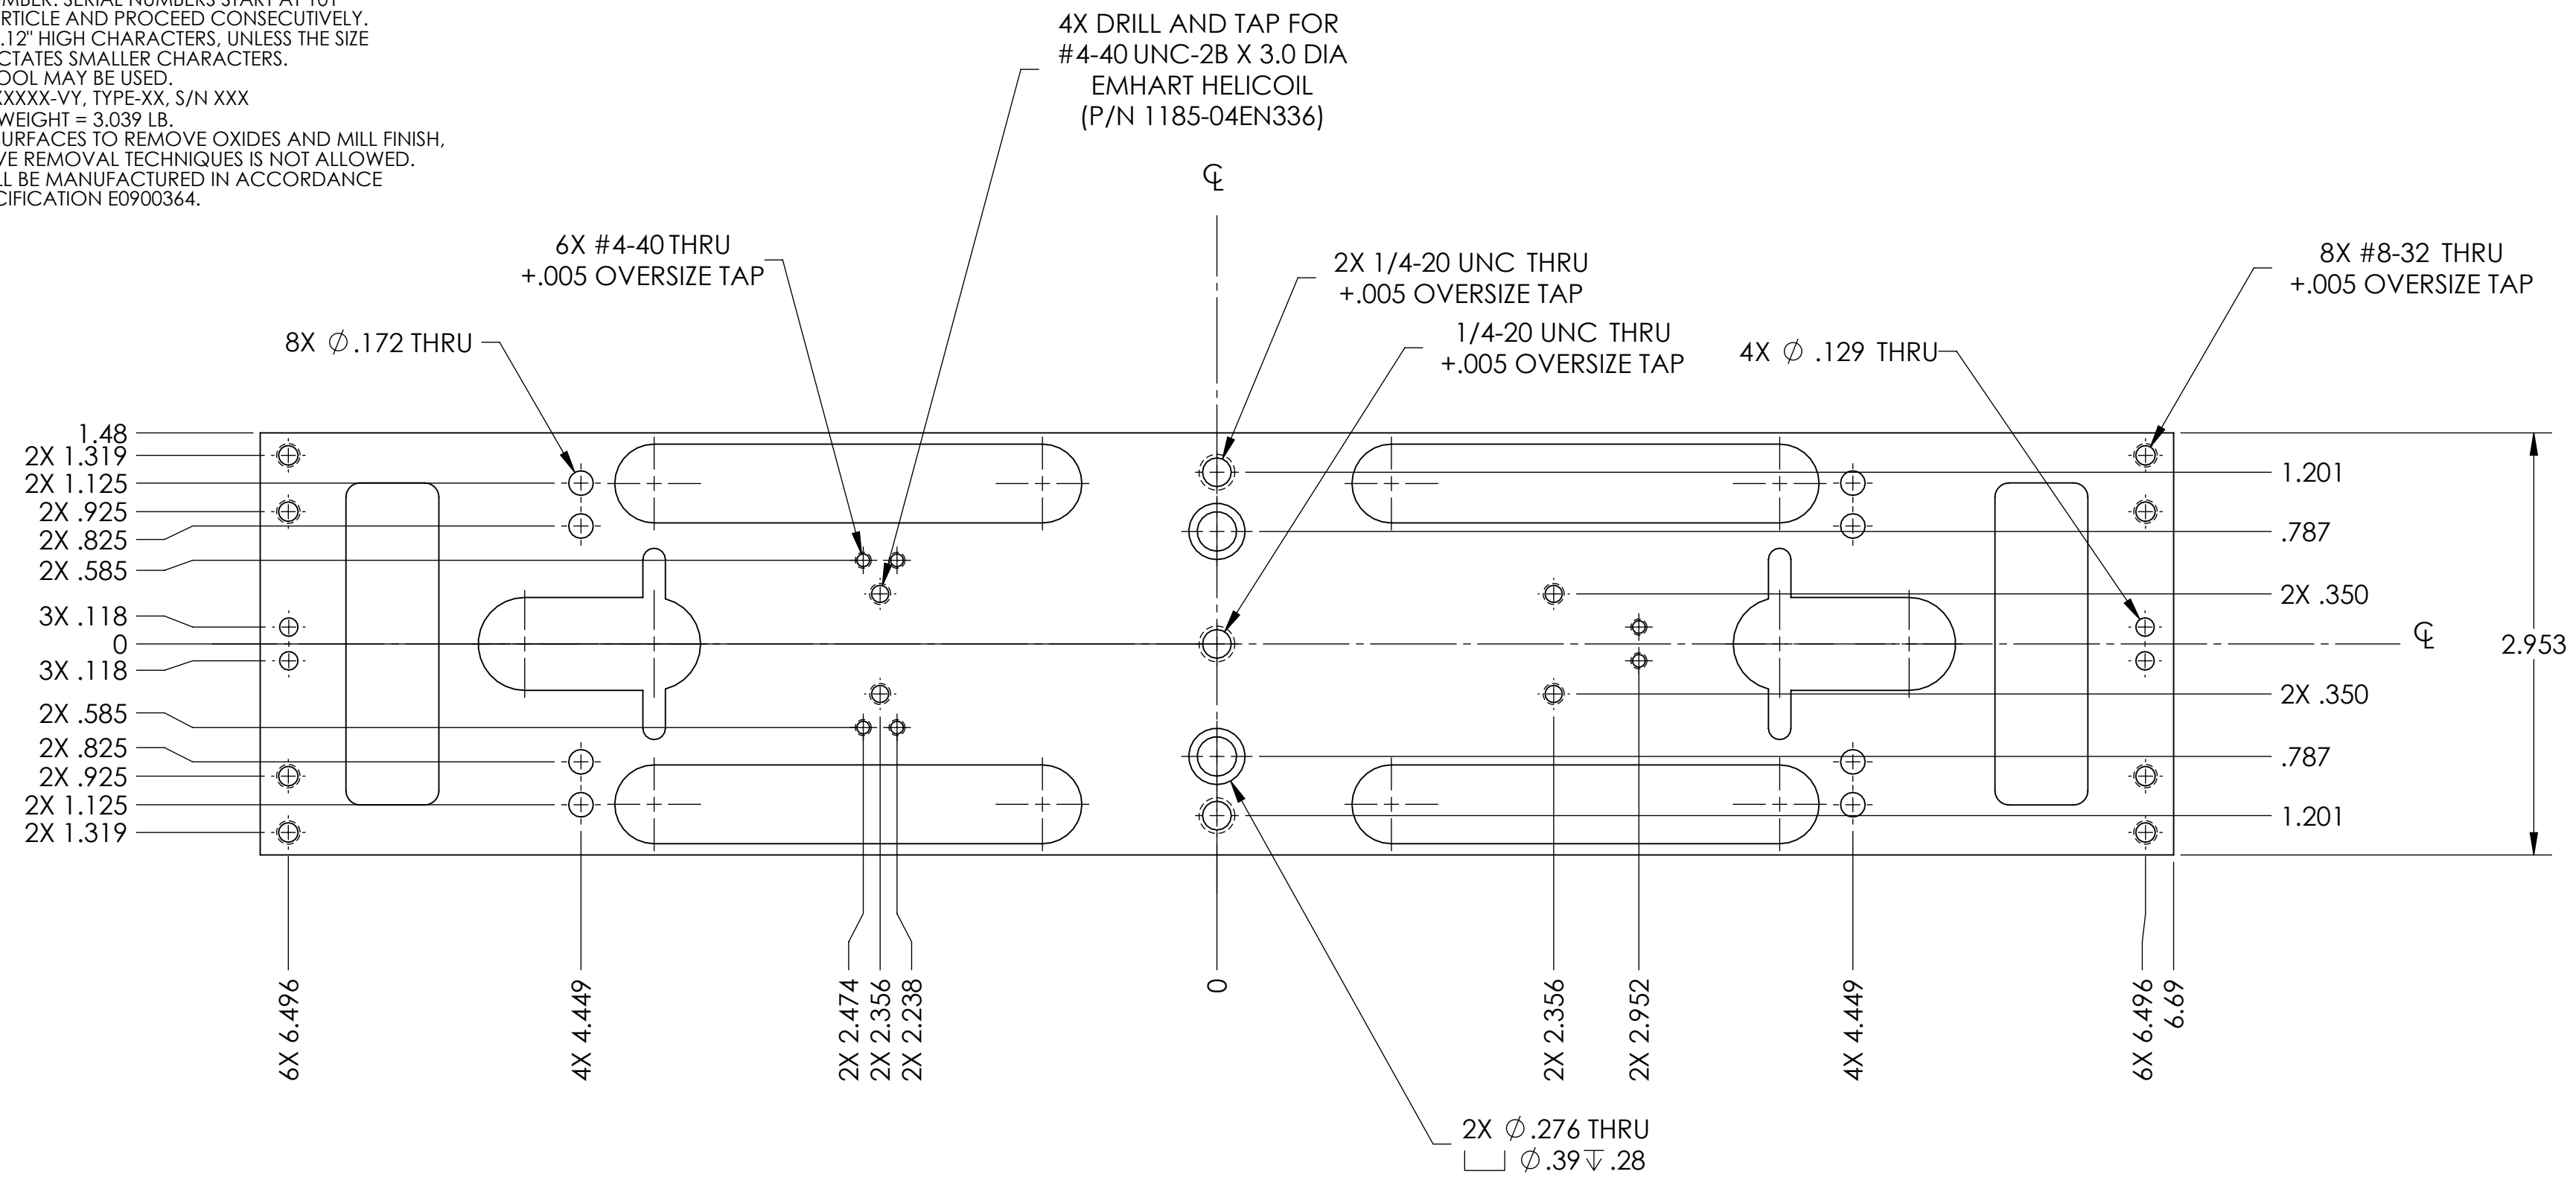 SERIAL NUMBERS START AT 101
AND PROCEED CONSECUTIVELY.
.12" HIGH CHARACTERS, UNLESS THE SIZE
SMALLER CHARACTERS.
MAY BE USED.
XXXXX-VY, TYPE-XX, S/N XXX
WEIGHT = 3.039 LB.
TO REMOVE OXIDES AND MILL FINISH,
REMOVAL TECHNIQUES IS NOT ALLOWED.
BE MANUFACTURED IN ACCORDANCE
E0900364.
4X DRILL AND TAP FOR
#4-40 UNC-2B X 3.0 DIA
EMHART HELICOIL
(P/N 1185-04EN336)
℄
6X #4-40 THRU
+.005 OVERSIZE TAP
2X 1/4-20 UNC THRU
+.005 OVERSIZE TAP
8X #8-32 THRU
+.005 OVERSIZE TAP
8X ∅.172 THRU
1/4-20 UNC THRU
+.005 OVERSIZE TAP
4X ∅ .129 THRU
1.48
2X 1.319
2X 1.125
2X .925
2X .825
2X .585
3X .118
0
3X .118
2X .585
2X .825
2X .925
2X 1.125
2X 1.319
1.201
.787
2X .350
℄
2.953
2X .350
.787
1.201
6X 6.496
4X 4.449
2X 2.474
2X 2.356
2X 2.238
0
2X 2.356
2X 2.952
4X 4.449
6X 6.496
6.69
2X ∅.276 THRU
⌴ ∅.39 ↧ .28